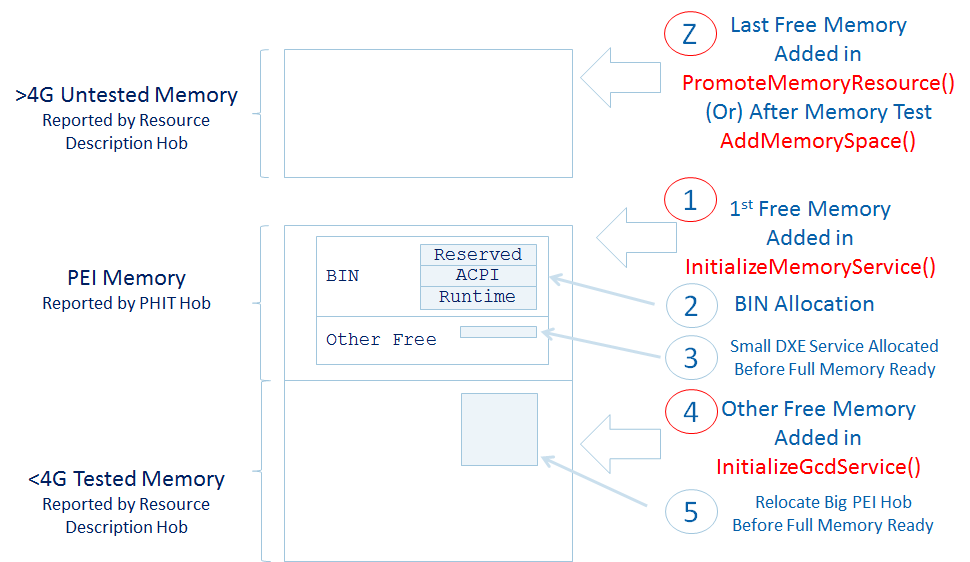 >4G Untested Memory
Reported by Resource
Description Hob
Z
Last Free Memory
Added in
PromoteMemoryResource()
(Or) After Memory Test
AddMemorySpace()
PEI Memory
Reported by PHIT Hob
BIN
Reserved
ACPI
Runtime
Other Free
1
1st Free Memory
Added in
InitializeMemoryService()
2
BIN Allocation
3
Small DXE Service Allocated
Before Full Memory Ready
<4G Tested Memory
Reported by Resource
Description Hob
4
Other Free Memory
Added in
InitializeGcdService()
5
Relocate Big PEI Hob
Before Full Memory Ready